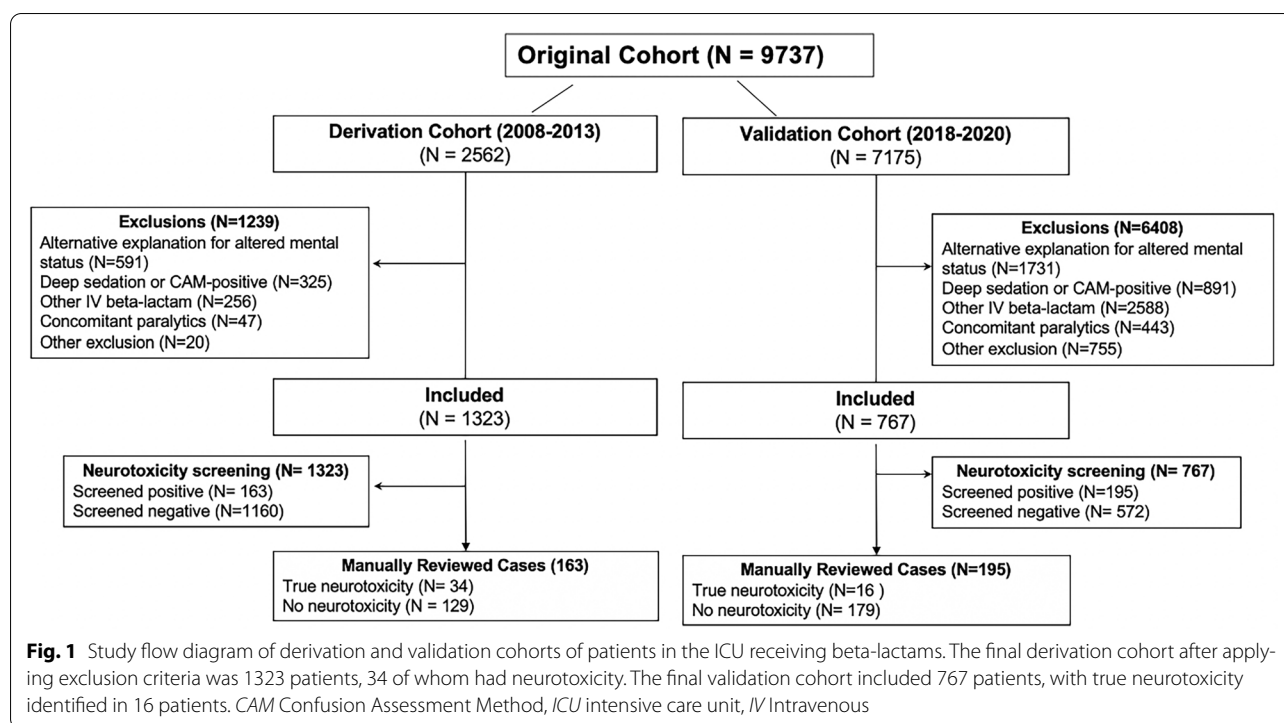 Original Cohort (N = 9737)
Derivation Cohort (2008-2013)
(N = 2562)
Validation Cohort (2018-2020)
(N = 7175)
Exclusions (N=1239)
Alternative explanation for altered mental
status (N=591)
Deep sedation or CAM-positive (N=325)
Other IV beta-lactam (N=256)
Concomitant paralytics (N=47)
Other exclusion (N=20)
Exclusions (N=6408)
Alternative explanation for altered mental
status (N=1731)
Deep sedation or CAM-positive (N=891)
Other IV beta-lactam (N=2588)
Concomitant paralytics (N=443)
Other exclusion (N=755)
Included
(N = 1323)
Included
(N = 767)
Neurotoxicity screening (N= 1323)
Screened positive (N= 163)
Screened negative (N=1160)
Neurotoxicity screening (N= 767)
Screened positive (N=195)
Screened negative (N= 572)
Manually Reviewed Cases (163)
True neurotoxicity (N= 34)
No neurotoxicity (N = 129)
Manually Reviewed Cases (N=195)
True neurotoxicity (N=16 )
No neurotoxicity (N= 179)
Fig. 1 Study flow diagram of derivation and validation cohorts of patients in the ICU receiving beta-lactams. The final derivation cohort after apply-
ing exclusion criteria was 1323 patients, 34 of whom had neurotoxicity. The final validation cohort included 767 patients, with true neurotoxicity
identified in 16 patients. CAM Confusion Assessment Method, ICU intensive care unit, IV Intravenous